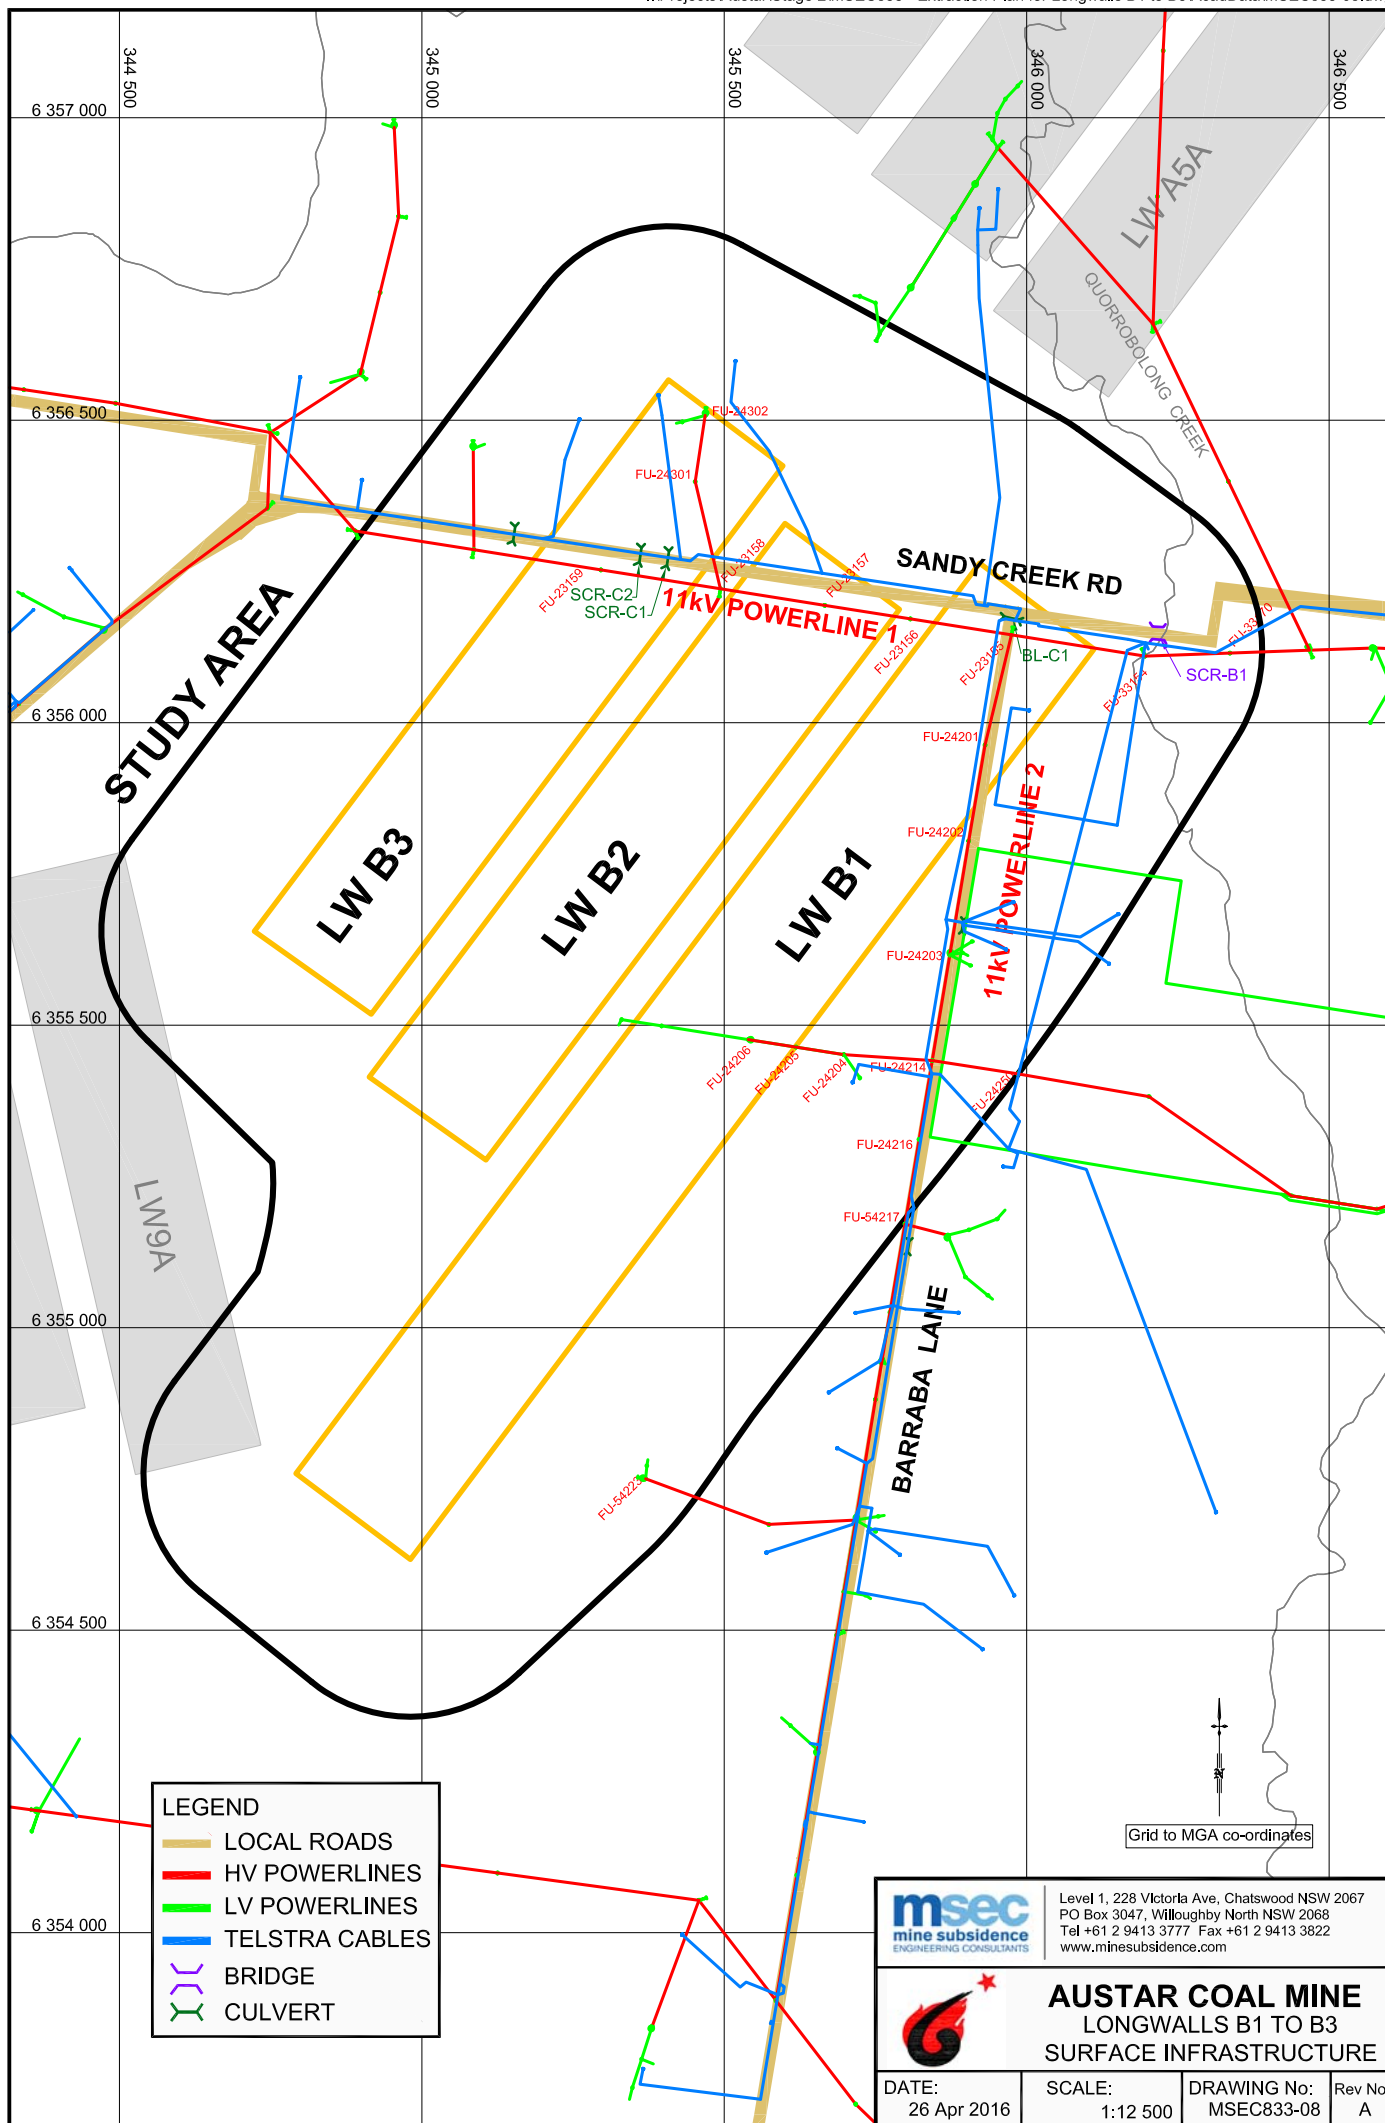 344 500
345 000
345 500
346 000
346 500
6 357 000
LW A5A
QUORROBOLONG CREEK
6 356 500
FU-24302
FU-24301
FU-23159
FU-23158
FU-23157
SANDY CREEK RD
SCR-C2
SCR-C1
11kV POWERLINE 1
FU-23156
FU-23155
BL-C1
FU-33154
SCR-B1
STUDY AREA
6 356 000
FU-24201
11kV POWERLINE 2
FU-24202
LW B3
LW B2
LW B1
FU-24203
6 355 500
FU-24206
FU-24205
FU-24204
FU-24214
FU-24216
LW9A
FU-54217
6 355 000
BARRABA LANE
FU-54223
6 354 500
N
Grid to MGA co-ordinates
LEGEND
LOCAL ROADS
HV POWERLINES
LV POWERLINES
TELSTRA CABLES
BRIDGE
CULVERT
6 354 000
msec
mine subsidence
ENGINEERING CONSULTANTS
Level 1, 228 Victoria Ave, Chatswood NSW 2067
PO Box 3047, Willoughby North NSW 2068
Tel +61 2 9413 3777 Fax +61 2 9413 3822
www.minesubsidence.com
AUSTAR COAL MINE
LONGWALLS B1 TO B3
SURFACE INFRASTRUCTURE
DATE:
26 Apr 2016
SCALE:
1:12 500
DRAWING No:
MSEC833-08
Rev No
A